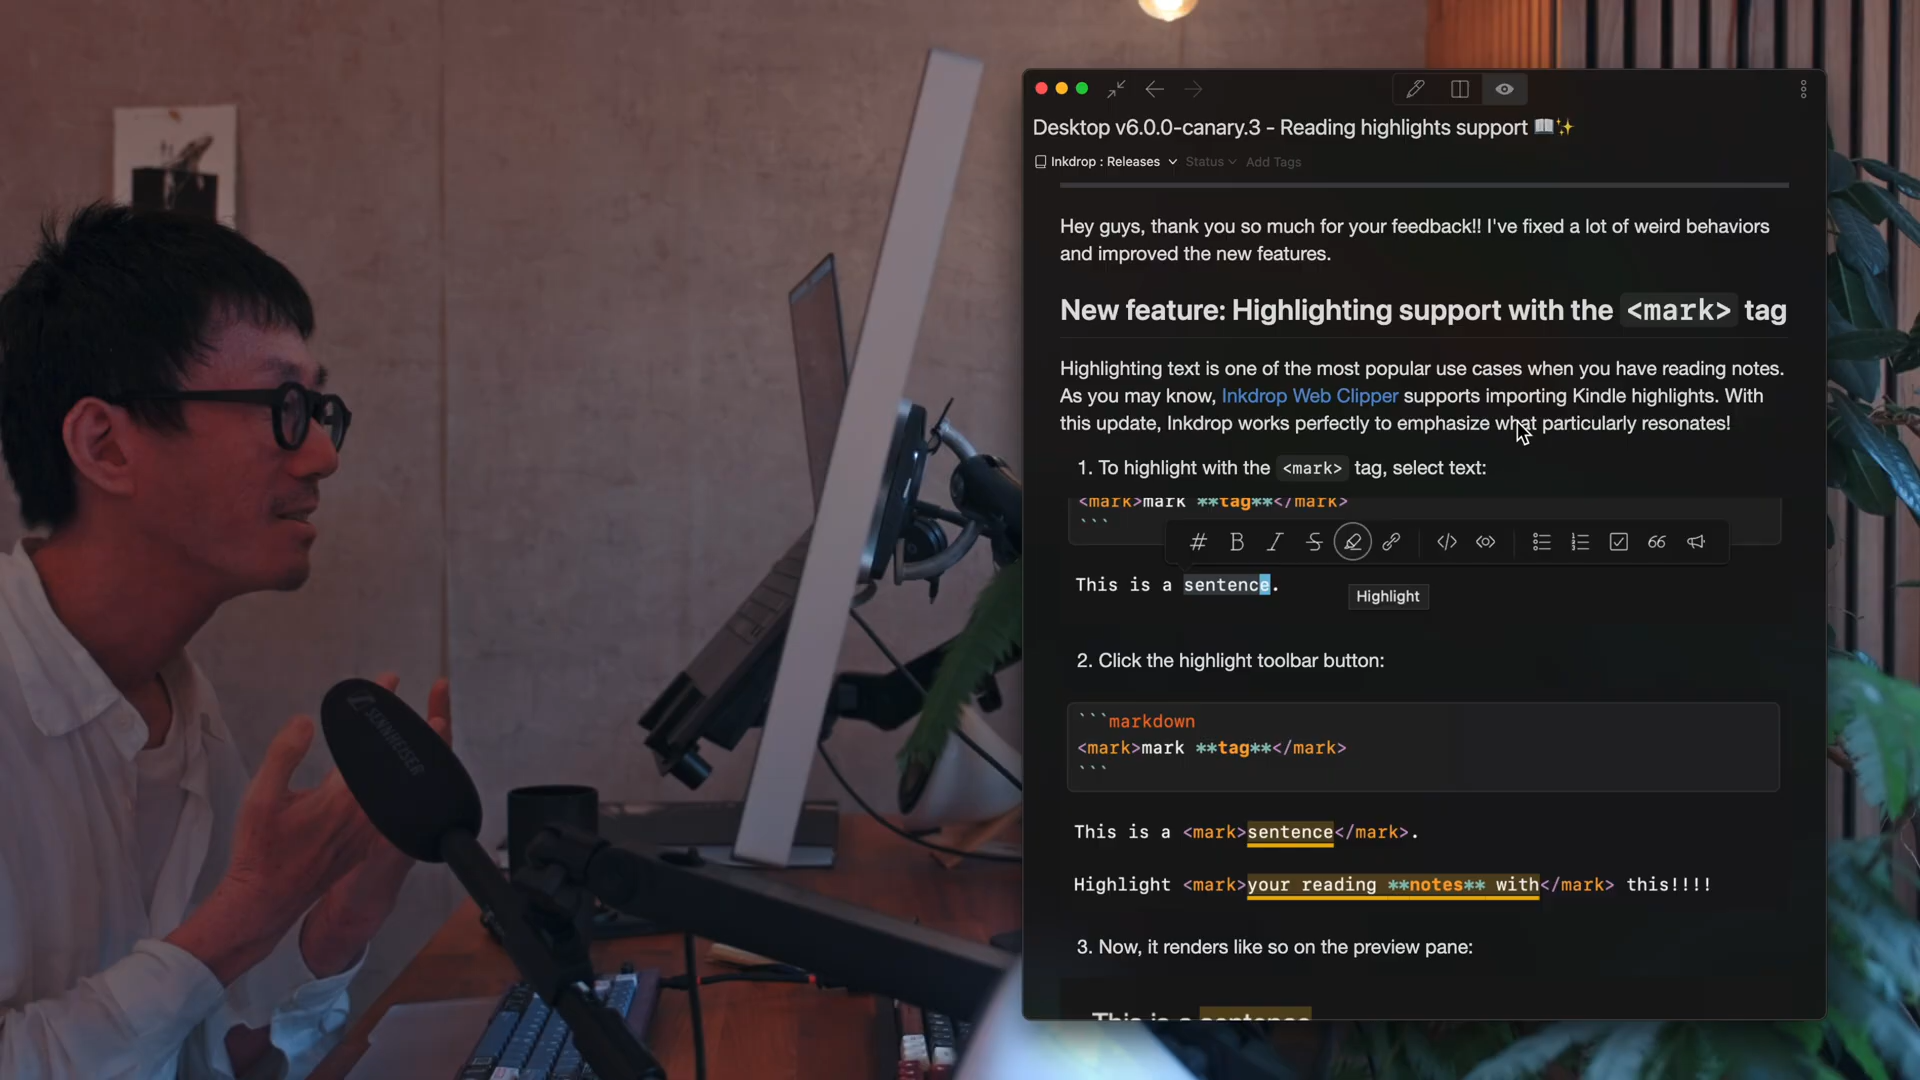 Desktop v6.0.0-canary.3 - Reading highlights support 📖✨
Inkdrop : Releases Status Add Tags
Hey guys, thank you so much for your feedback!! I've fixed a lot of weird behaviors
and improved the new features.
New feature: Highlighting support with the <mark> tag
Highlighting text is one of the most popular use cases when you have reading notes.
As you may know, Inkdrop Web Clipper supports importing Kindle highlights. With
this update, Inkdrop works perfectly to emphasize what particularly resonates!
1. To highlight with the <mark> tag, select text:
<mark>mark **tag**</mark>
```
# B I S 66
This is a sentence.
Highlight
2. Click the highlight toolbar button:
```markdown
<mark>mark **tag**</mark>
```
This is a <mark>sentence</mark>.
Highlight <mark>your reading **notes** with</mark> this!!!!
3. Now, it renders like so on the preview pane:
This is a sentence
SENNHEISER